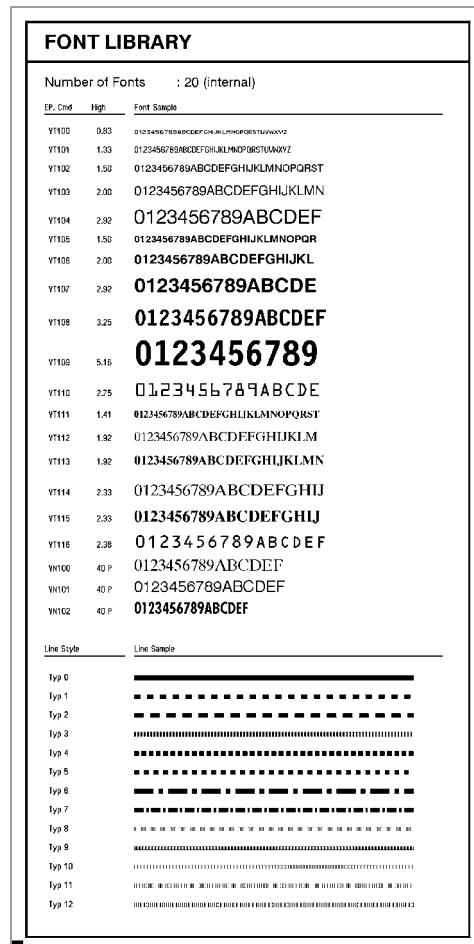 FONT LIBRARY
Number of Fonts : 20 (internal)
EP. Cmd High Font Sample
YT100 0.83 0123456789ABCDEFGHIJKLMNOPQRSTUVWXYZ
YT101 1.33 0123456789ABCDEFGHIJKLMNOPQRSTUVWXYZ
YT102 1.50 0123456789ABCDEFGHIJKLMNOPQRST
YT103 2.00 0123456789ABCDEFGHIJKLMN
YT104 2.92 0123456789ABCDEF
YT105 1.50 0123456789ABCDEFGHIJKLMNOPQR
YT106 2.00 0123456789ABCDEFGHIJKL
YT107 2.92 0123456789ABCDE
YT108 3.25 0123456789ABCDEF
YT109 5.16 0123456789
YT110 2.75 0123456789ABCDE
YT111 1.41 0123456789ABCDEFGHIJKLMNOPQRST
YT112 1.92 0123456789ABCDEFGHIJKLM
YT113 1.92 0123456789ABCDEFGHIJKLMN
YT114 2.33 0123456789ABCDEFGHIJ
YT115 2.33 0123456789ABCDEFGHIJ
YT116 2.38 0123456789ABCDEF
YN100 40 P 0123456789ABCDEF
YN101 40 P 0123456789ABCDEF
YN102 40 P 0123456789ABCDEF
Line Style Line Sample
Typ 0
Typ 1
Typ 2
Typ 3
Typ 4
Typ 5
Typ 6
Typ 7
Typ 8
Typ 9
Typ 10
Typ 11
Typ 12